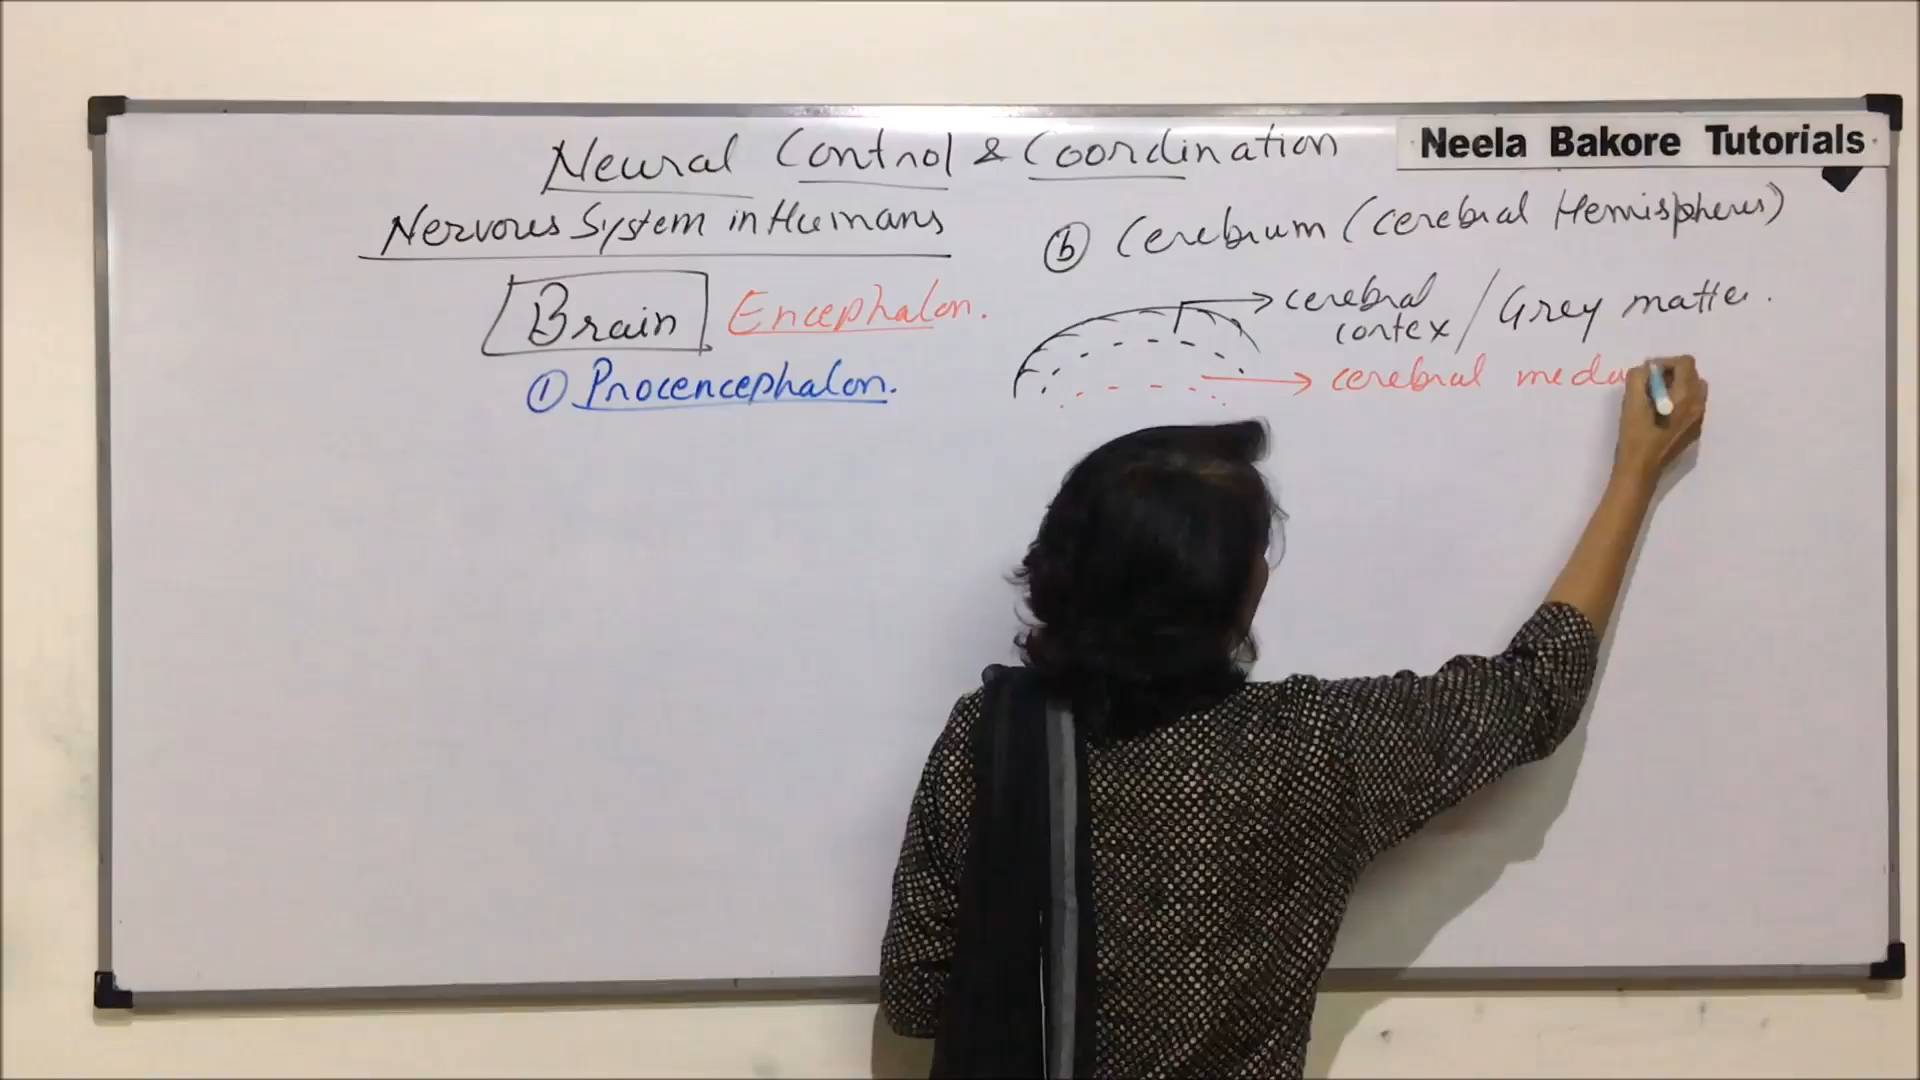 Neural Control & Coordination
Neela Bakore Tutorials
Nervous System in Humans
Brain Encephalon.
① Procencephalon.
ⓑ Cerebrum (cerebral Hemispheres)
cerebral cortex / Grey matter.
cerebral medu